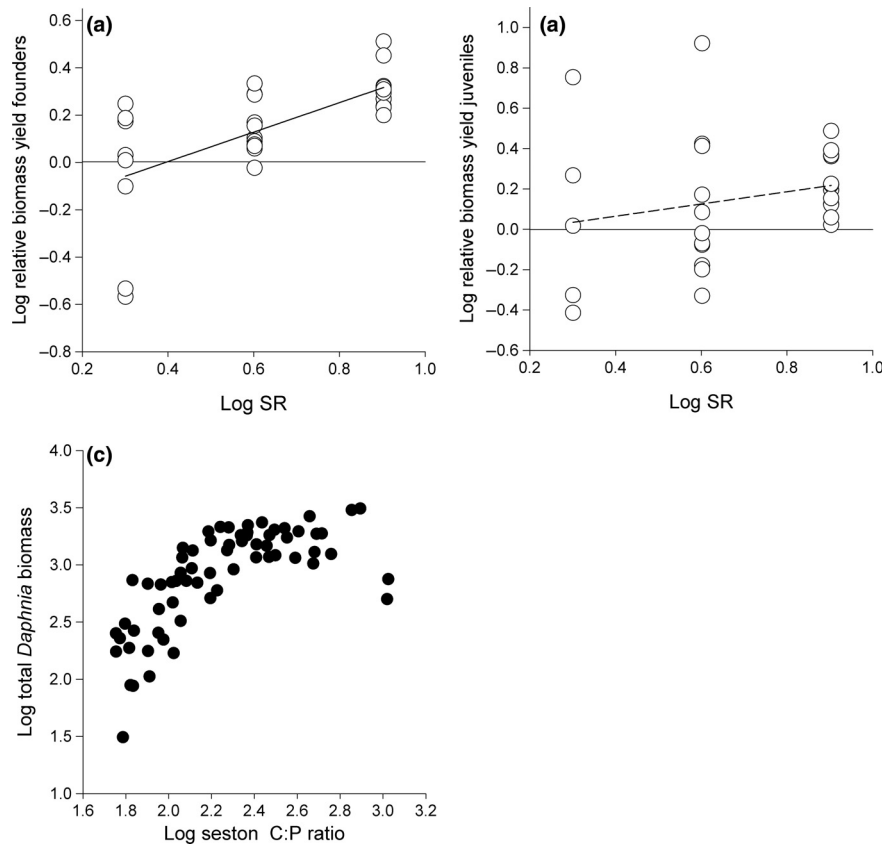 (a)
Log relative biomass yield founders
0.6
0.4
0.2
0.0
–0.2
–0.4
–0.6
–0.8
0.2 0.4 0.6 0.8 1.0
Log SR
(a)
Log relative biomass yield juveniles
1.0
0.8
0.6
0.4
0.2
0.0
–0.2
–0.4
–0.6
0.2 0.4 0.6 0.8 1.0
Log SR
(c)
Log total Daphnia biomass
4.0
3.5
3.0
2.5
2.0
1.5
1.0
1.6 1.8 2.0 2.2 2.4 2.6 2.8 3.0 3.2
Log seston C:P ratio